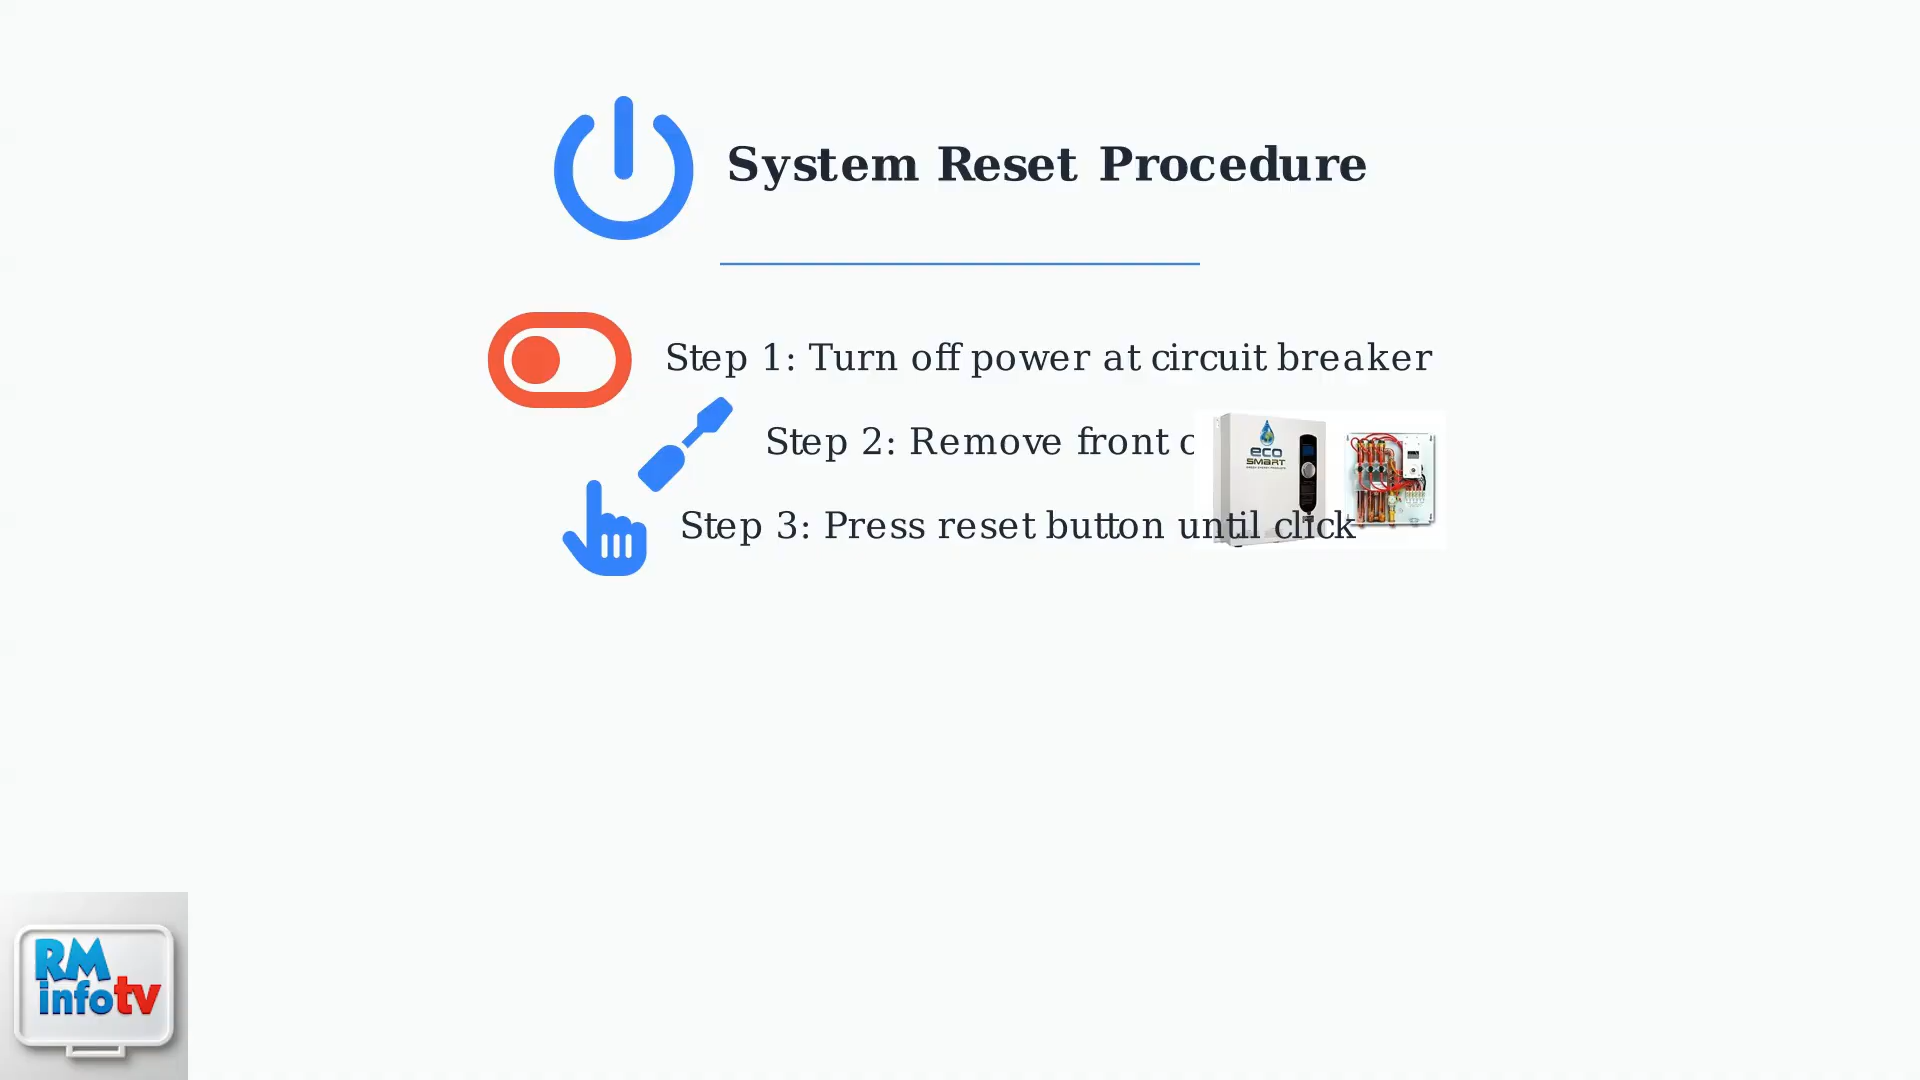 System Reset Procedure
Step 1: Turn off power at circuit breaker
Step 2: Remove front
eco
SMART
Step 3: Press reset button until click
RM
infotv